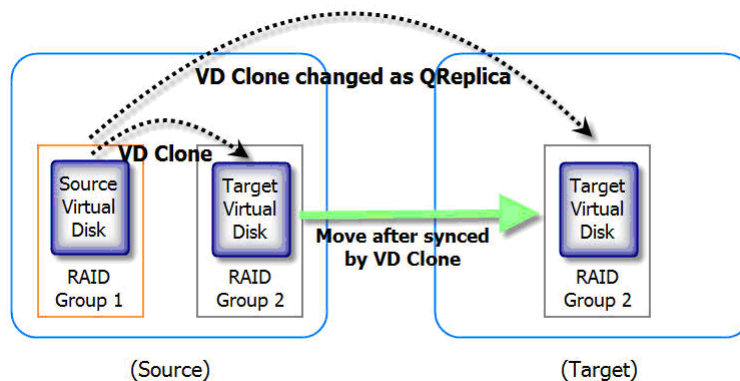 VD Clone changed as QReplica
VD Clone
Source
Virtual
Disk
RAID
Group 1
Target
Virtual
Disk
RAID
Group 2
Move after synced
by VD Clone
Target
Virtual
Disk
RAID
Group 2
(Source)
(Target)